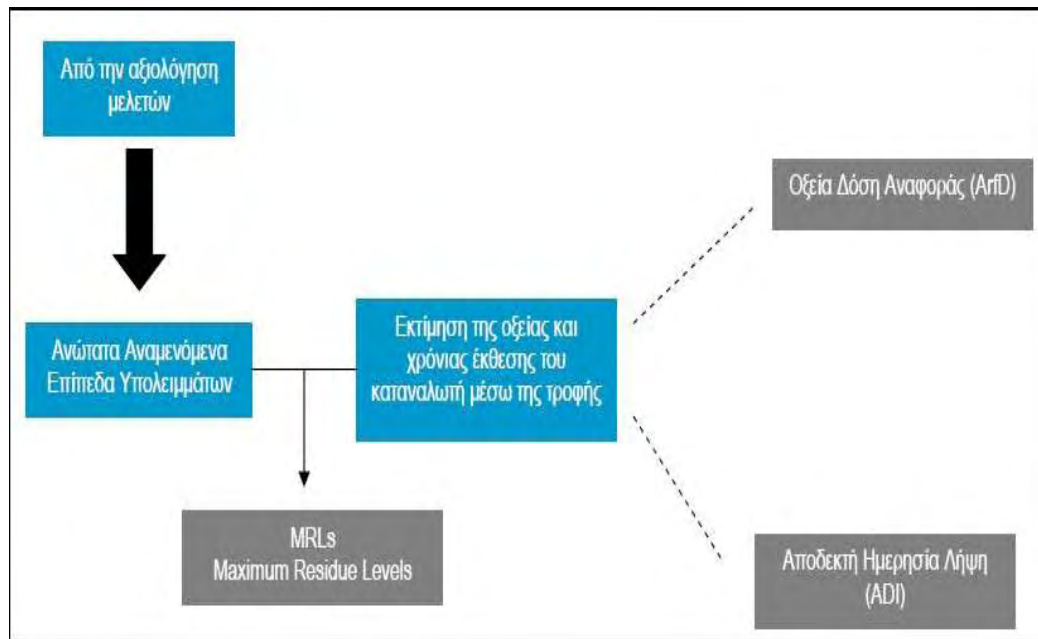 Από την αξιολόγηση
μελετών
Οξεία Δόση Αναφοράς (ArfD)
Ανώτατα Αναμενόμενα
Επίπεδα Υπολειμμάτων
Εκτίμηση της οξείας και
χρόνιας έκθεσης του
καταναλωτή μέσω της τροφής
MRLs
Maximum Residue Levels
Αποδεκτή Ημερησία Λήψη
(ADI)